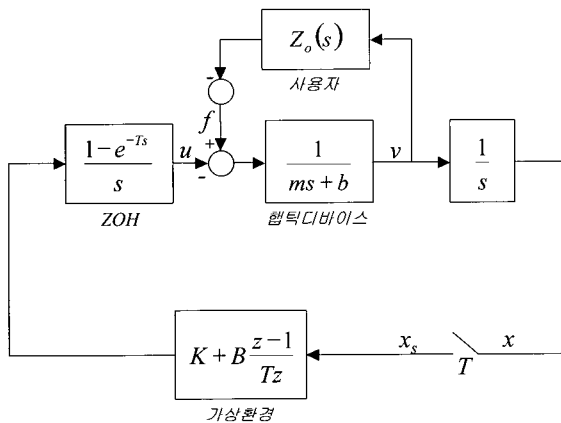 Z_o(s)
-
사용자
f
1-e^{-Ts}
s
u
+
-
1
ms+b
v
1
s
ZOH
햅틱디바이스
K+B \frac{z-1}{Tz}
x_s
T
x
가상환경